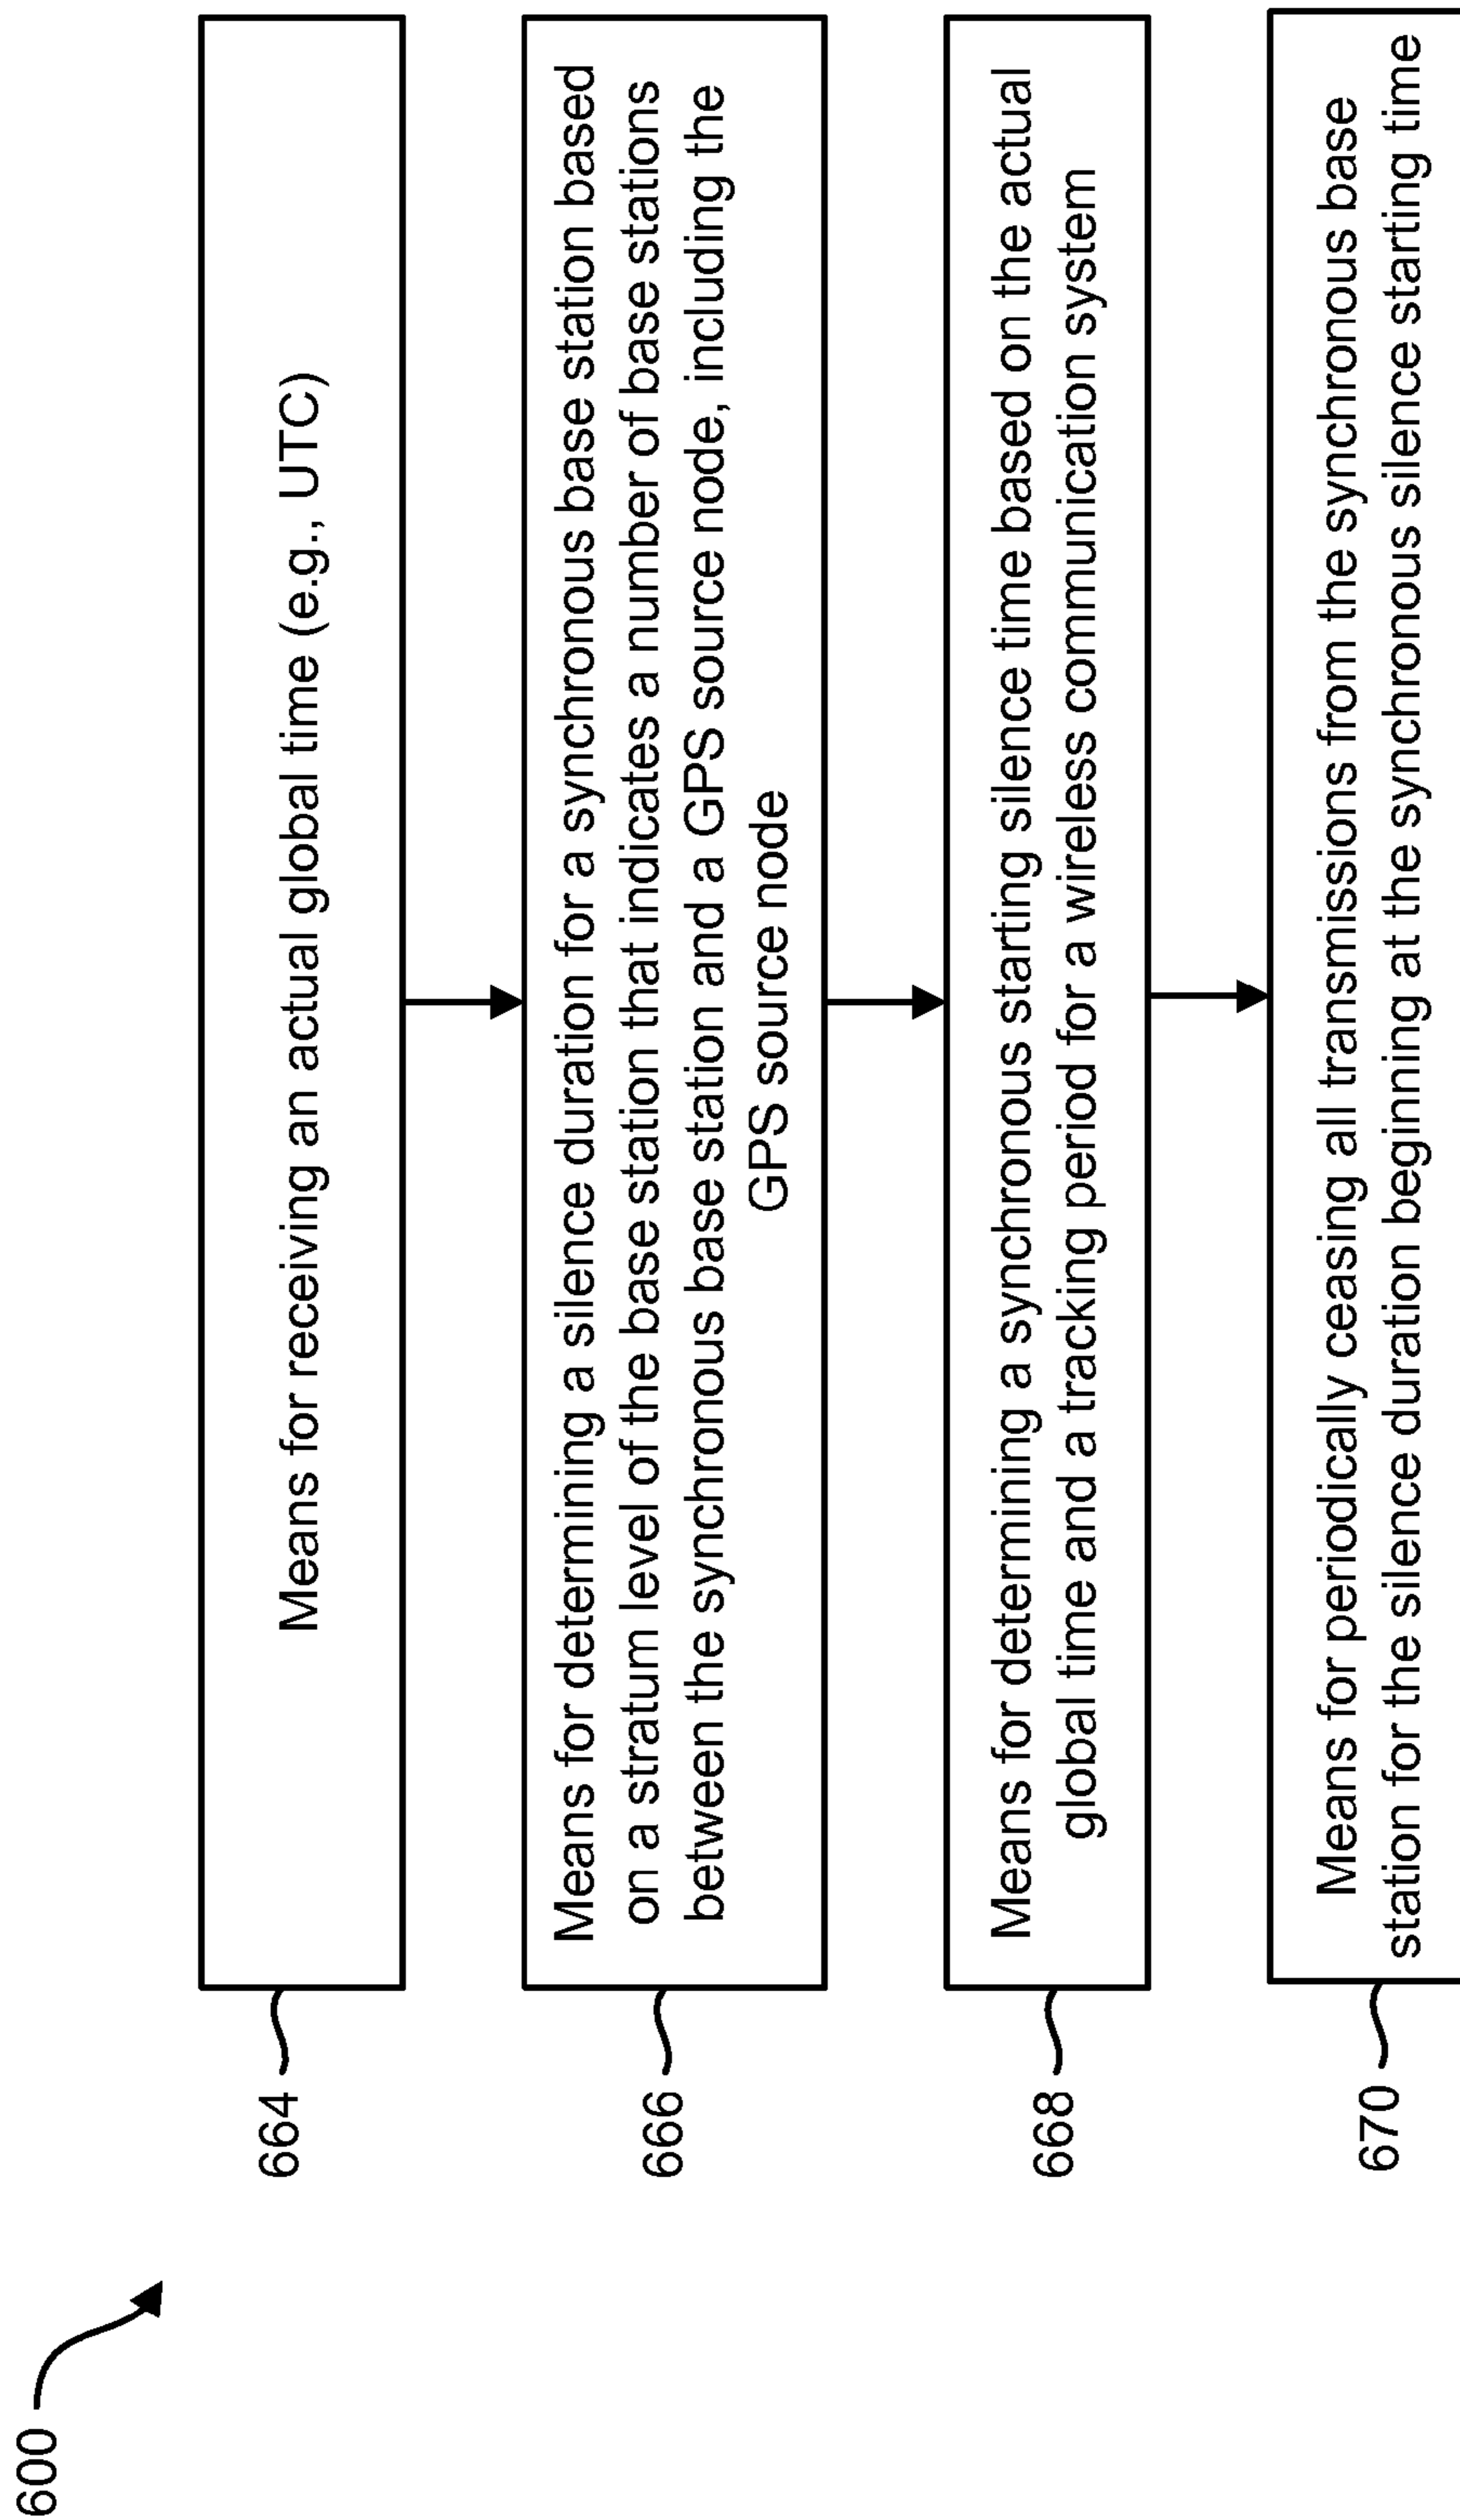 600
664
Means for receiving an actual global time (e.g., UTC)
666
Means for determining a silence duration for a synchronous base station based
on a stratum level of the base station that indicates a number of base stations
between the synchronous base station and a GPS source node, including the
GPS source node
668
Means for determining a synchronous starting silence time based on the actual
global time and a tracking period for a wireless communication system
670
Means for periodically ceasing all transmissions from the synchronous base
station for the silence duration beginning at the synchronous silence starting time